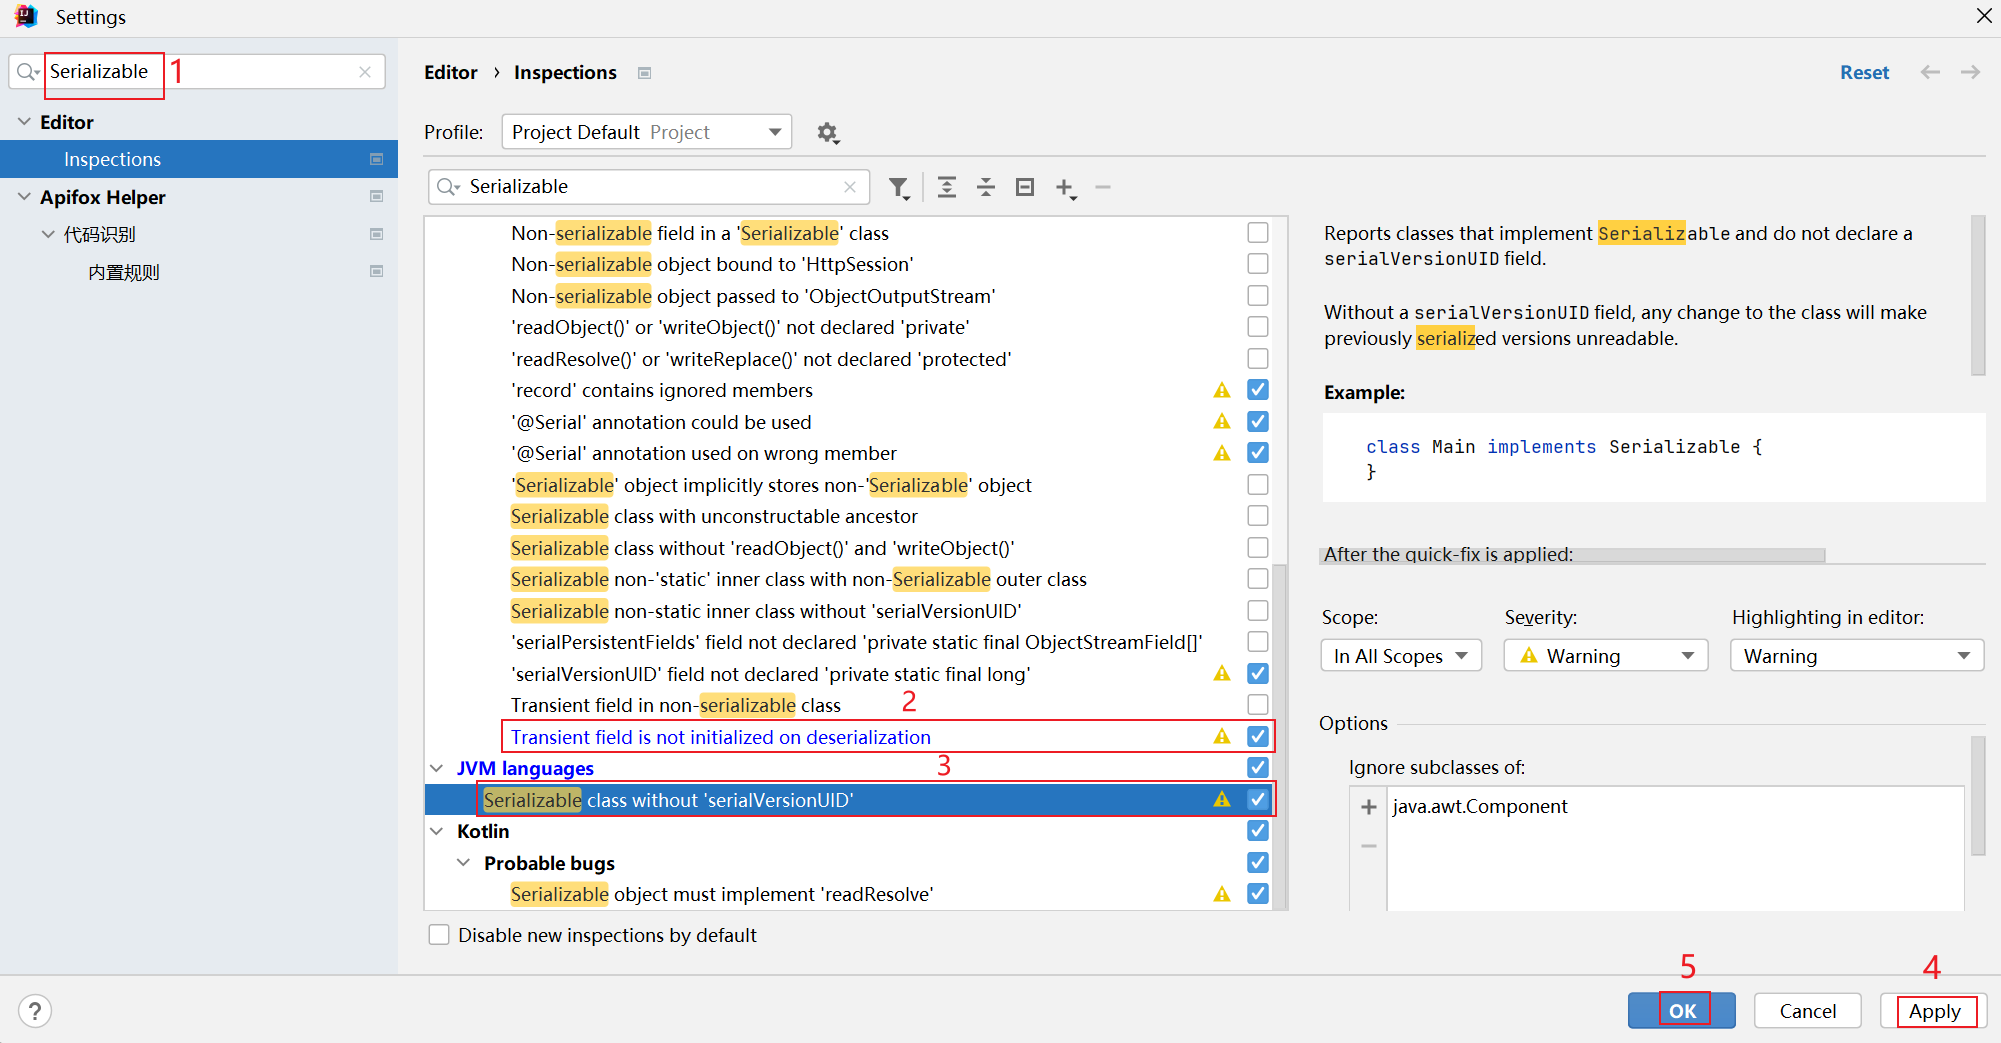 Settings
Serializable 1
Editor
Inspections
Apifox Helper
代码识别
内置规则
Editor › Inspections
Reset
Profile: Project Default Project
Serializable
Non-serializable field in a 'Serializable' class
Non-serializable object bound to 'HttpSession'
Non-serializable object passed to 'ObjectOutputStream'
'readObject()' or 'writeObject()' not declared 'private'
'readResolve()' or 'writeReplace()' not declared 'protected'
'record' contains ignored members
'@Serial' annotation could be used
'@Serial' annotation used on wrong member
'Serializable' object implicitly stores non-'Serializable' object
Serializable class with unconstructable ancestor
Serializable class without 'readObject()' and 'writeObject()'
Serializable non-'static' inner class with non-Serializable outer class
Serializable non-static inner class without 'serialVersionUID'
'serialPersistentFields' field not declared 'private static final ObjectStreamField[]'
'serialVersionUID' field not declared 'private static final long'
Transient field in non-serializable class
2
Transient field is not initialized on deserialization
JVM languages
3
Serializable class without 'serialVersionUID'
Kotlin
Probable bugs
Serializable object must implement 'readResolve'
Disable new inspections by default
Reports classes that implement Serializable and do not declare a
serialVersionUID field.
Without a serialVersionUID field, any change to the class will make
previously serialized versions unreadable.
Example:
class Main implements Serializable {
}
After the quick-fix is applied:
Scope: Severity: Highlighting in editor:
In All Scopes Warning Warning
Options
Ignore subclasses of:
java.awt.Component
5 4
? OK Cancel Apply